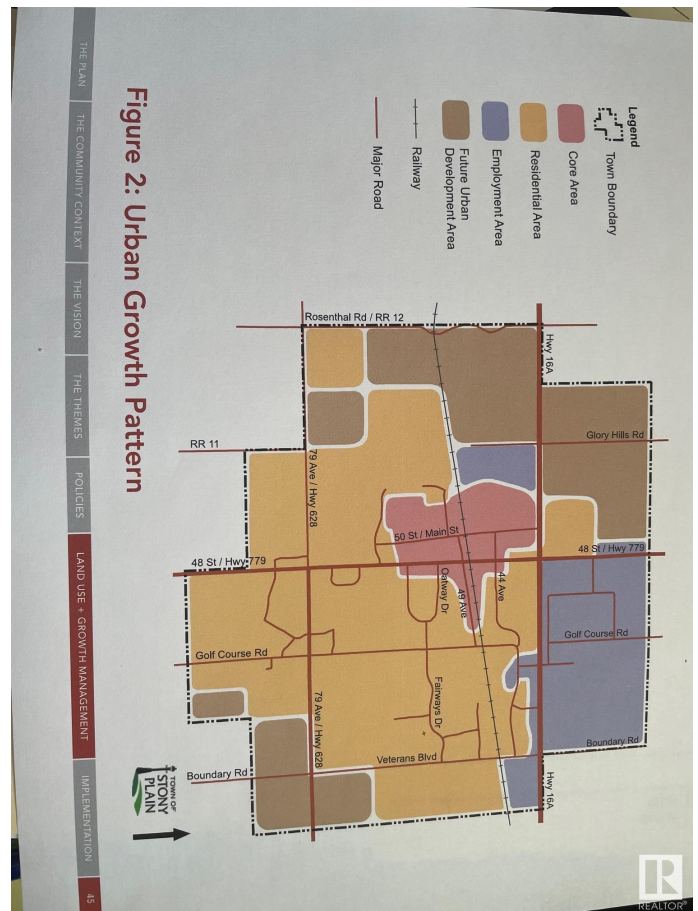 Figure 2: Urban Growth Pattern
Legend
Town Boundary
Core Area
Residential Area
Employment Area
Future Urban
Development Area
Railway
Major Road
Rosenthal Rd / RR 12
Hwy 16A
Glory Hills Rd
RR 11
79 Ave / Hwy 628
50 St / Main St
48 St / Hwy 779
48 St / Hwy 779
Oatway Dr
49 Ave
44 Ave
Golf Course Rd
Golf Course Rd
Fairways Dr
79 Ave / Hwy 628
Veterans Blvd
Boundary Rd
Boundary Rd
Hwy 16A
TOWN OF
STONY
PLAIN
THE PLAN
THE COMMUNITY CONTEXT
THE VISION
THE THEMES
POLICIES
LAND USE + GROWTH MANAGEMENT
IMPLEMENTATION
45
R
REALTOR®